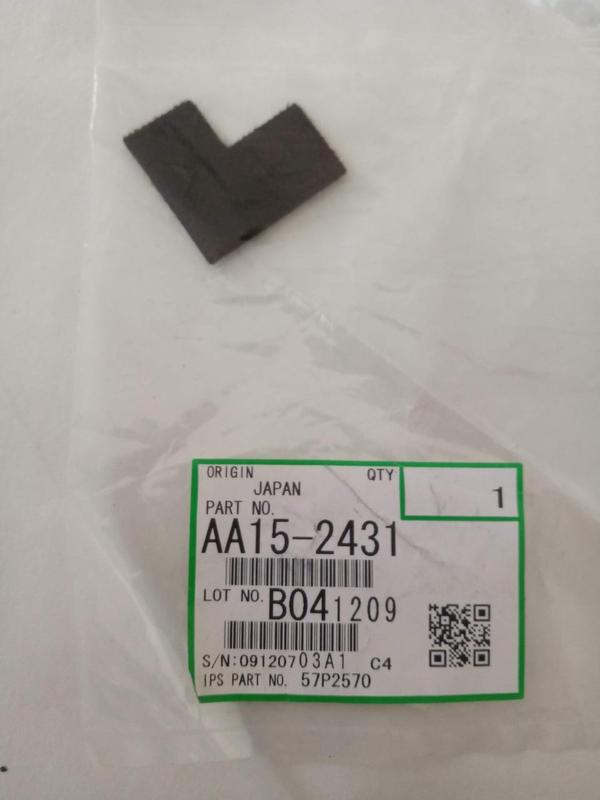 ORIGIN QTY
JAPAN 1
PART NO.
AA15-2431
LOT NO. B041209
S/N:09120703A1 C4
IPS PART NO. 57P2570